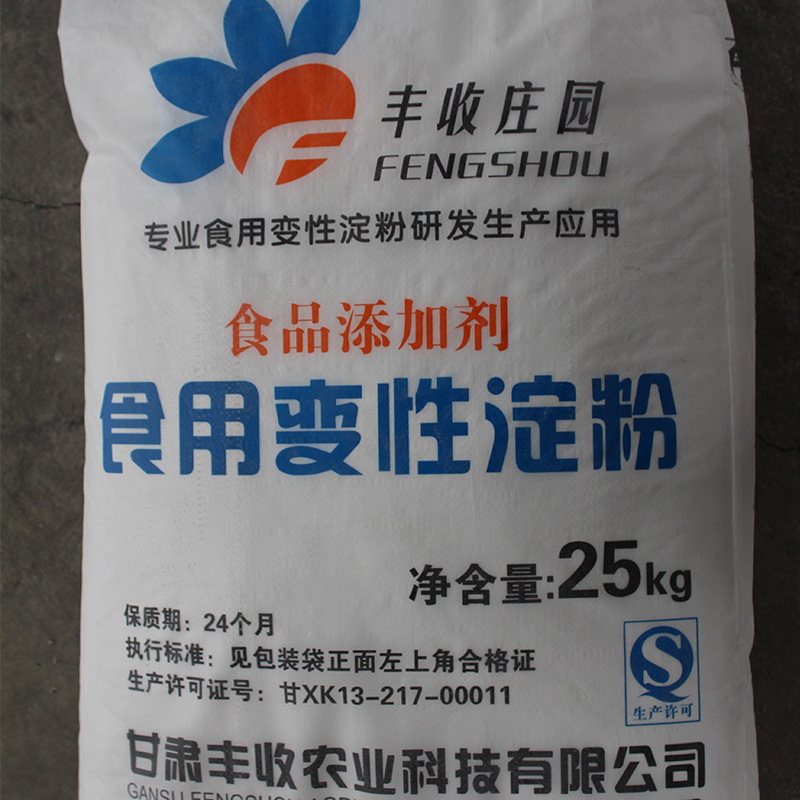 丰收庄园
FENGSHOU
专业食用变性淀粉研发生产应用
食品添加剂
食用变性淀粉
净含量:25kg
保质期：24个月
执行标准：见包装袋正面左上角合格证
生产许可证号：甘XK13-217-00011
生产许可
甘肃丰收农业科技有限公司
GANSU FENGSHOU